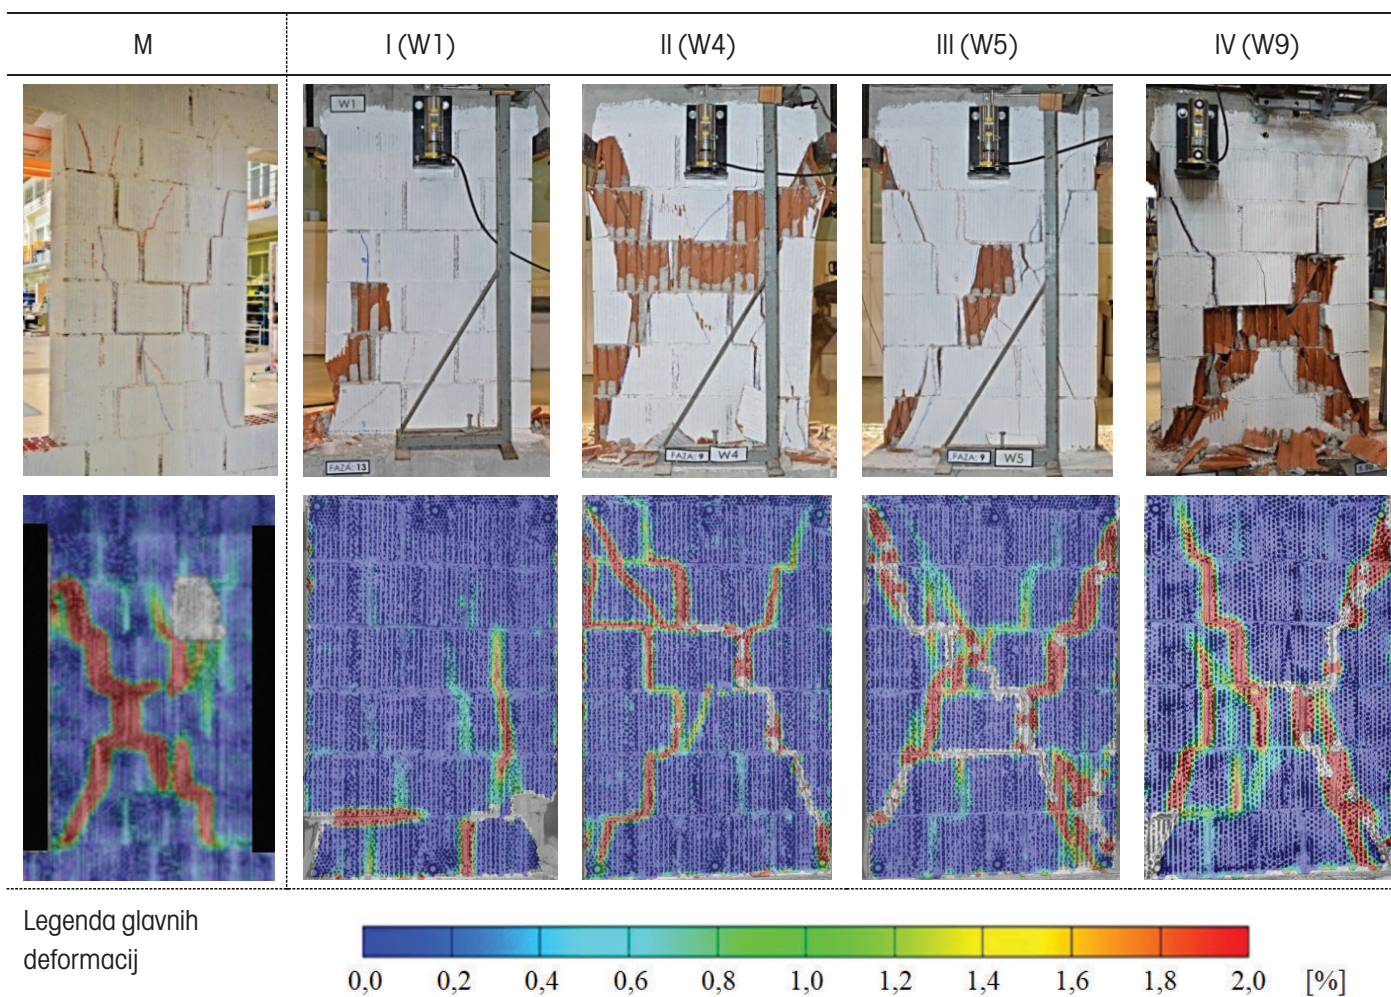 M I (W1) II (W4) III (W5) IV (W9)
W1
FAZA: 13
FAZA: 9 W4
FAZA: 9 W5
Legenda glavnih
deformacij
0,0 0,2 0,4 0,6 0,8 1,0 1,2 1,4 1,6 1,8 2,0 [%]